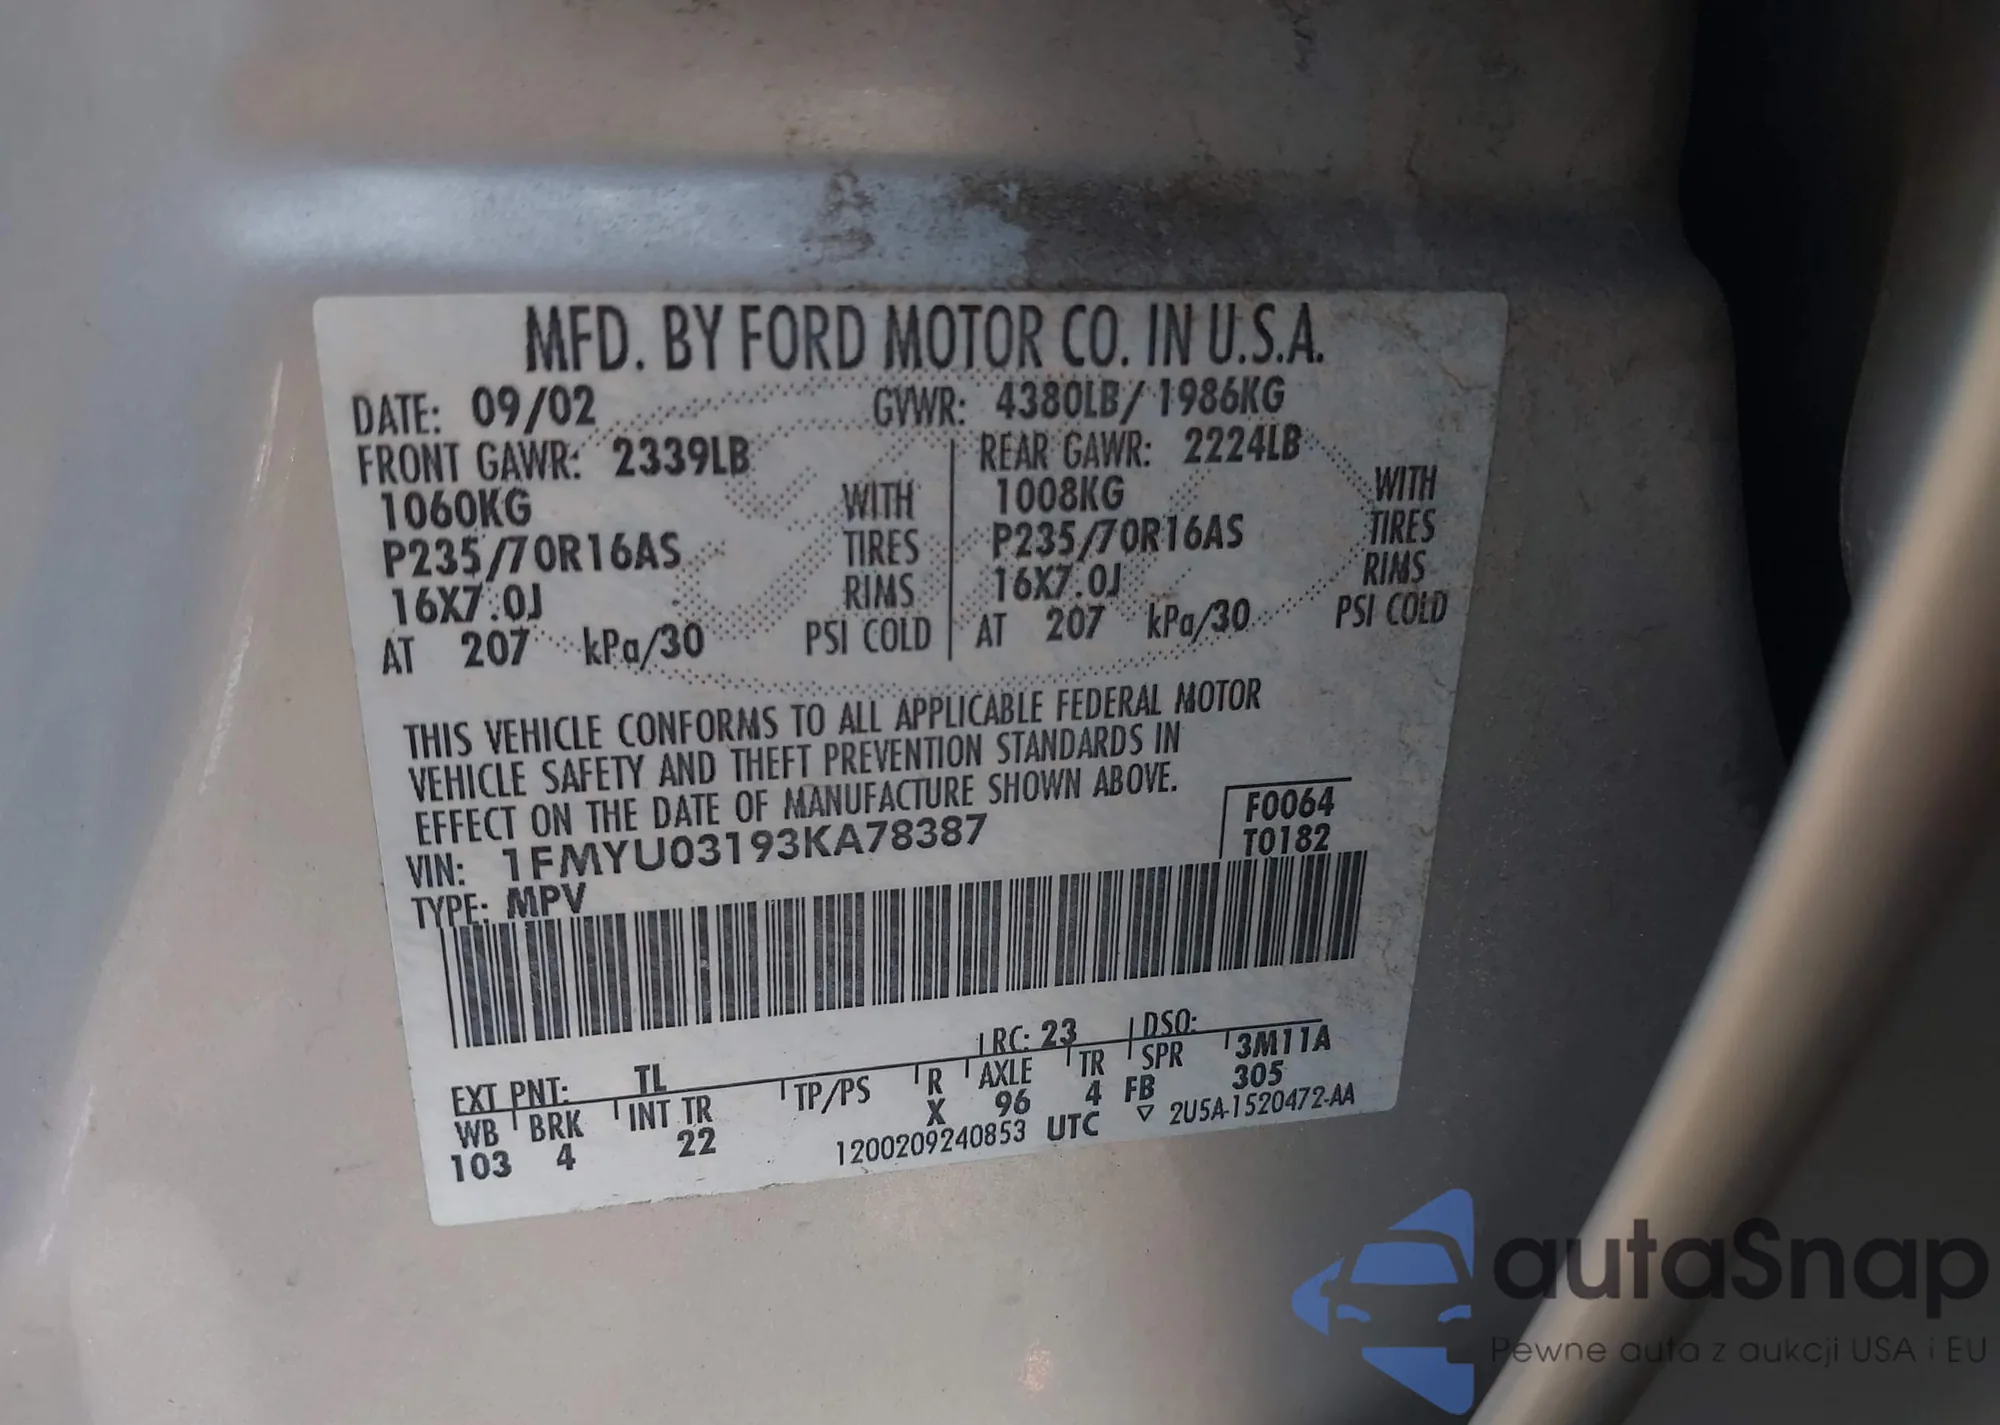 MFD. BY FORD MOTOR CO. IN U.S.A.
DATE: 09/02 GVWR: 4380LB/ 1986KG
FRONT GAWR: 2339LB REAR GAWR: 2224LB
1060KG WITH 1008KG WITH
P235/70R16AS TIRES P235/70R16AS TIRES
16X7.0J RIMS 16X7.0J RIMS
AT 207 kPa/30 PSI COLD AT 207 kPa/30 PSI COLD
THIS VEHICLE CONFORMS TO ALL APPLICABLE FEDERAL MOTOR
VEHICLE SAFETY AND THEFT PREVENTION STANDARDS IN
EFFECT ON THE DATE OF MANUFACTURE SHOWN ABOVE.
F0064
VIN: 1FMYU03193KA78387 T0182
TYPE: MPV
EXT PNT: TL RC: 23 DSO:
WB BRK INT TR TP/PS R AXLE TR SPR 3M11A
103 4 22 X 96 4 FB 305
1200209240853 UTC ▽ 2U5A-1520472-AA
autaSnap
Pewne auta z aukcji USA i EU